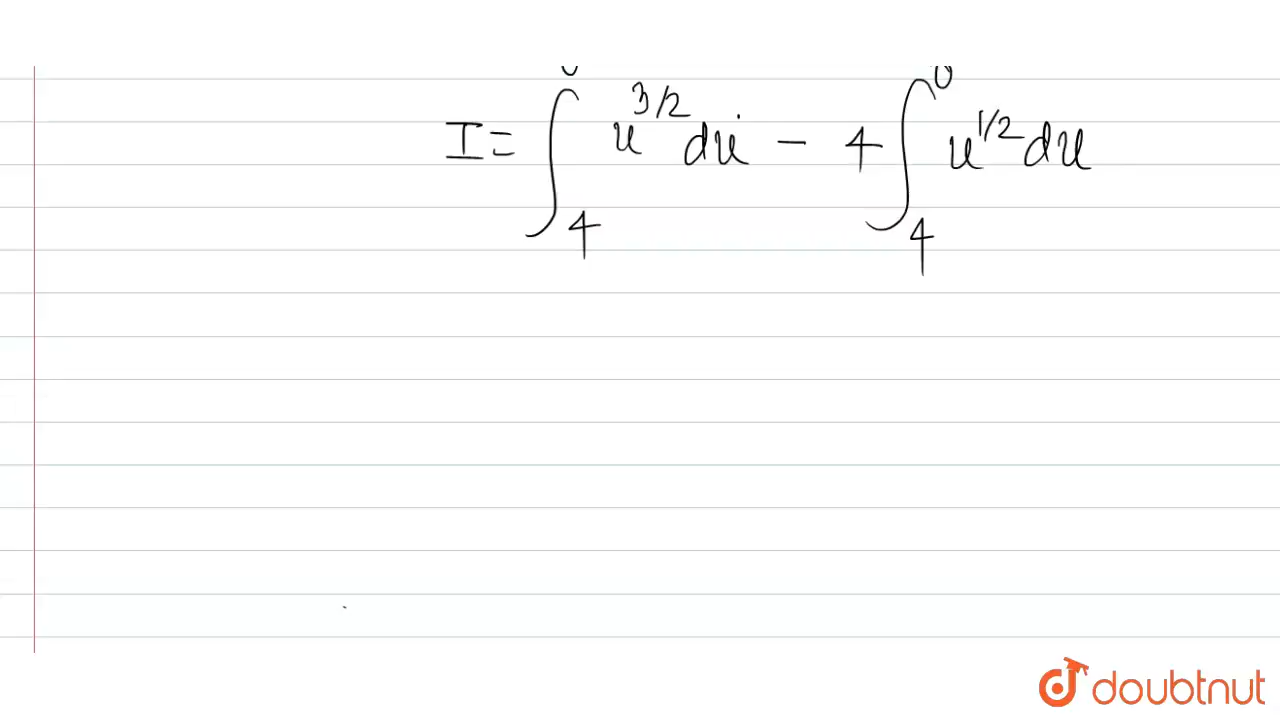 I = ∫₄⁰ u^{3/2} du - 4 ∫₄⁰ u^{1/2} du
doubtnut